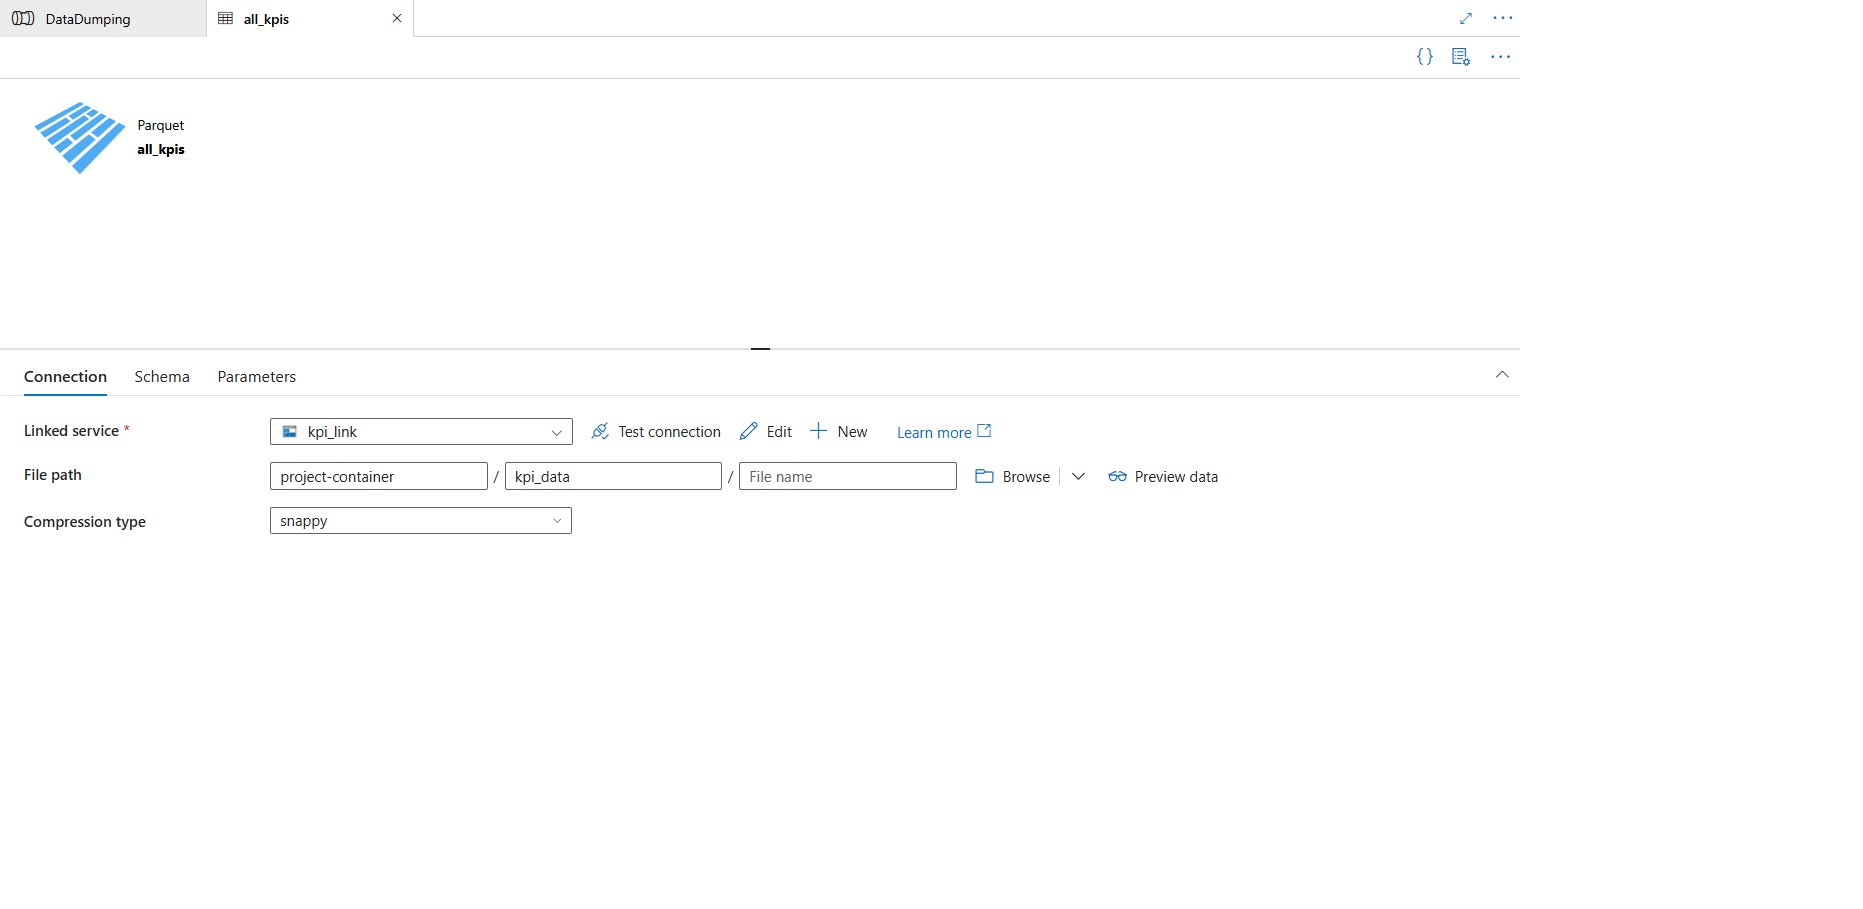 DataDumping
all_kpis
Parquet
all_kpis
Connection Schema Parameters
Linked service * kpi_link Test connection Edit New Learn more
File path project-container / kpi_data / File name Browse Preview data
Compression type snappy